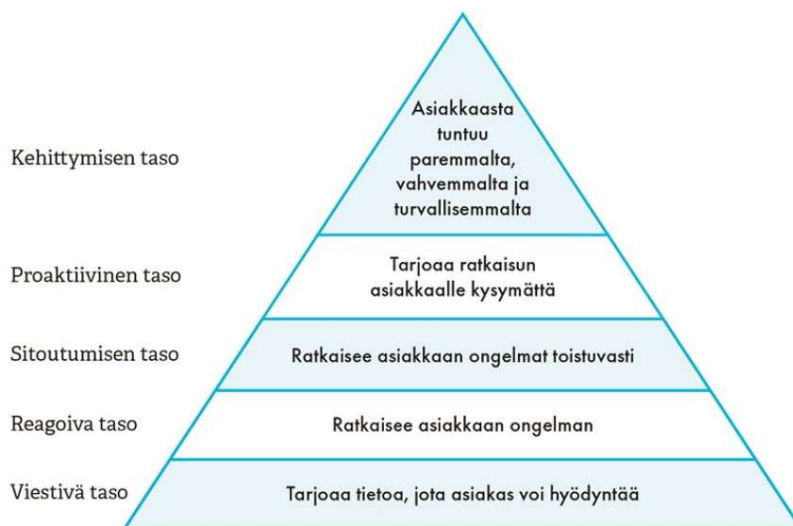 Kehittymisen taso
Asiakkaasta
tuntuu
paremmalta,
vahvemmalta ja
turvallisemmalta
Proaktiivinen taso
Tarjoaa ratkaisun
asiakkaalle kysymättä
Sitoutumisen taso
Ratkaisee asiakkaan ongelmat toistuvasti
Reagoiva taso
Ratkaisee asiakkaan ongelman
Viestivä taso
Tarjoaa tietoa, jota asiakas voi hyödyntää